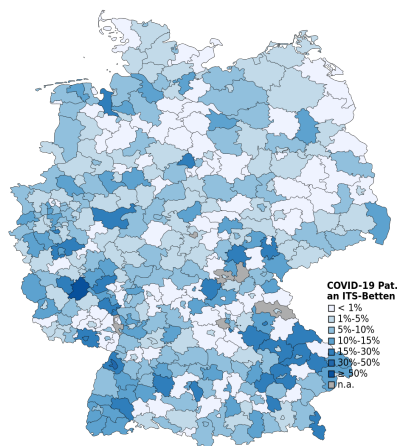 COVID-19 Pat.
an ITS-Betten
< 1%
1%-5%
5%-10%
10%-15%
15%-30%
30%-50%
≥ 50%
n.a.